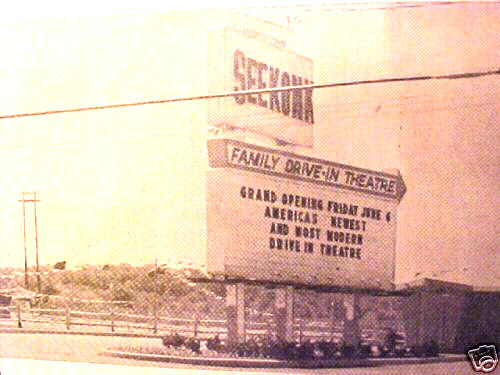 SEEKONK
FAMILY DRIVE-IN THEATRE
GRAND OPENING FRIDAY JUNE 6
AMERICAS NEWEST
AND MOST MODERN
DRIVE IN THEATRE